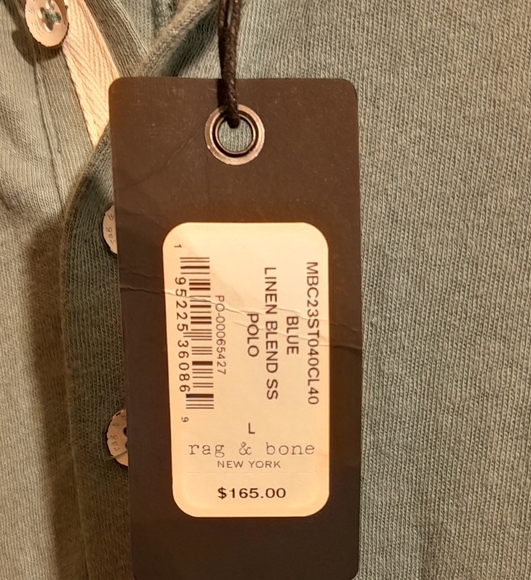 MBC23ST040CL40
BLUE
LINEN BLEND SS
POLO
L
PO-00065427
1 95225 36086 9
rag & bone
NEW YORK
$165.00